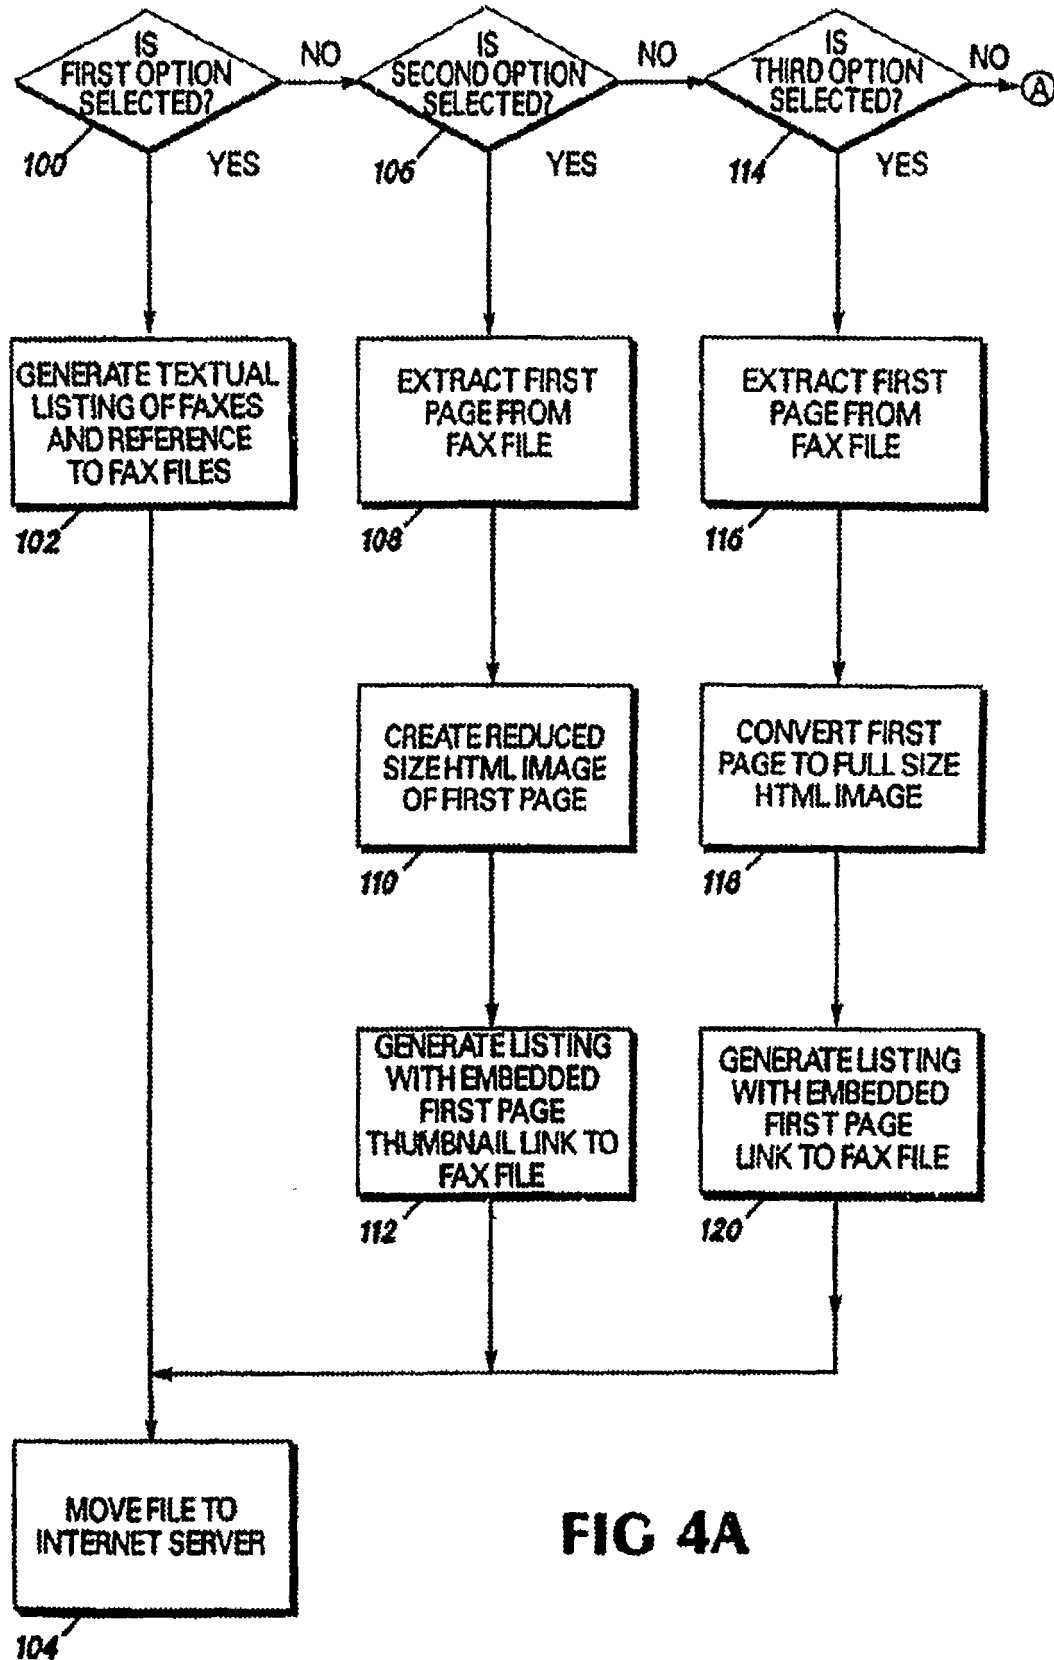 IS
FIRST OPTION
SELECTED?
NO
100
YES
IS
SECOND OPTION
SELECTED?
NO
106
YES
IS
THIRD OPTION
SELECTED?
NO
A
114
YES
GENERATE TEXTUAL
LISTING OF FAXES
AND REFERENCE
TO FAX FILES
102
EXTRACT FIRST
PAGE FROM
FAX FILE
108
EXTRACT FIRST
PAGE FROM
FAX FILE
116
CREATE REDUCED
SIZE HTML IMAGE
OF FIRST PAGE
110
CONVERT FIRST
PAGE TO FULL SIZE
HTML IMAGE
118
GENERATE LISTING
WITH EMBEDDED
FIRST PAGE
THUMBNAIL LINK TO
FAX FILE
112
GENERATE LISTING
WITH EMBEDDED
FIRST PAGE
LINK TO FAX FILE
120
MOVE FILE TO
INTERNET SERVER
104
FIG 4A